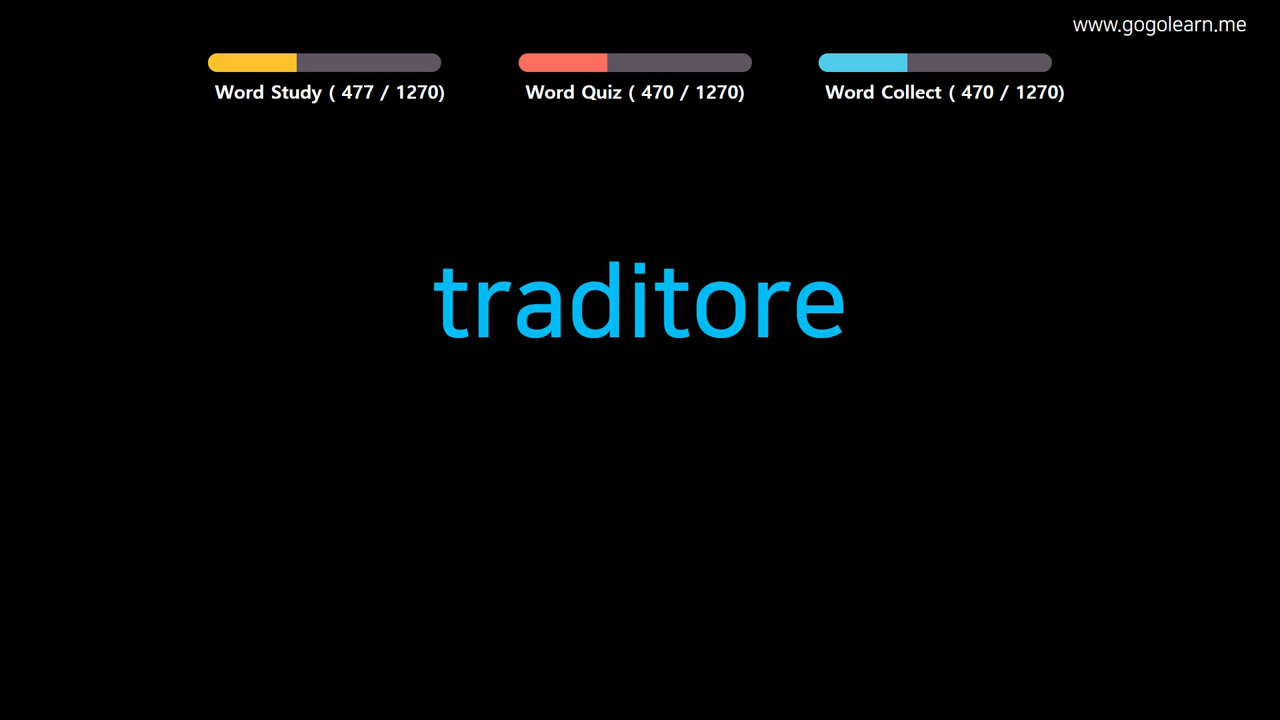 www.gogolearn.me
Word Study ( 477 / 1270)
Word Quiz ( 470 / 1270)
Word Collect ( 470 / 1270)
traditore